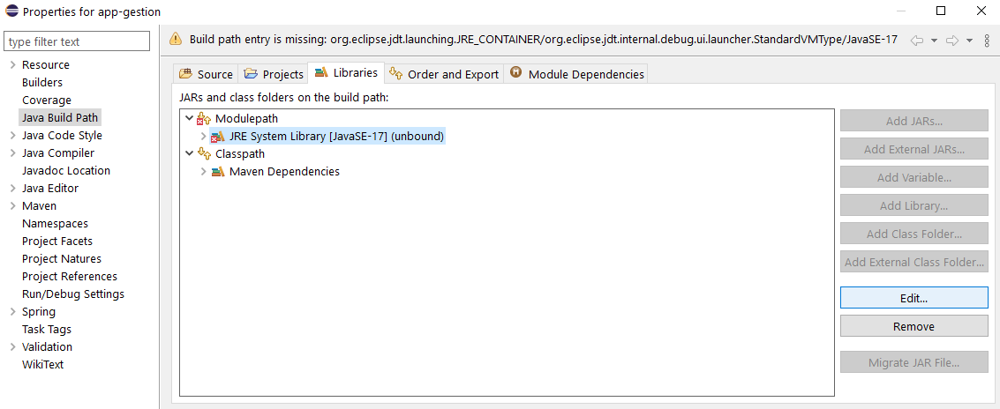 Properties for app-gestion
type filter text
Resource
Builders
Coverage
Java Build Path
Java Code Style
Java Compiler
Javadoc Location
Java Editor
Maven
Namespaces
Project Facets
Project Natures
Project References
Run/Debug Settings
Spring
Task Tags
Validation
WikiText
Build path entry is missing: org.eclipse.jdt.launching.JRE_CONTAINER/org.eclipse.jdt.internal.debug.ui.launcher.StandardVMType/JavaSE-17
Source
Projects
Libraries
Order and Export
M Module Dependencies
JARs and class folders on the build path:
Modulepath
JRE System Library [JavaSE-17] (unbound)
Classpath
Maven Dependencies
Add JARs...
Add External JARs...
Add Variable...
Add Library...
Add Class Folder...
Add External Class Folder...
Edit...
Remove
Migrate JAR File...